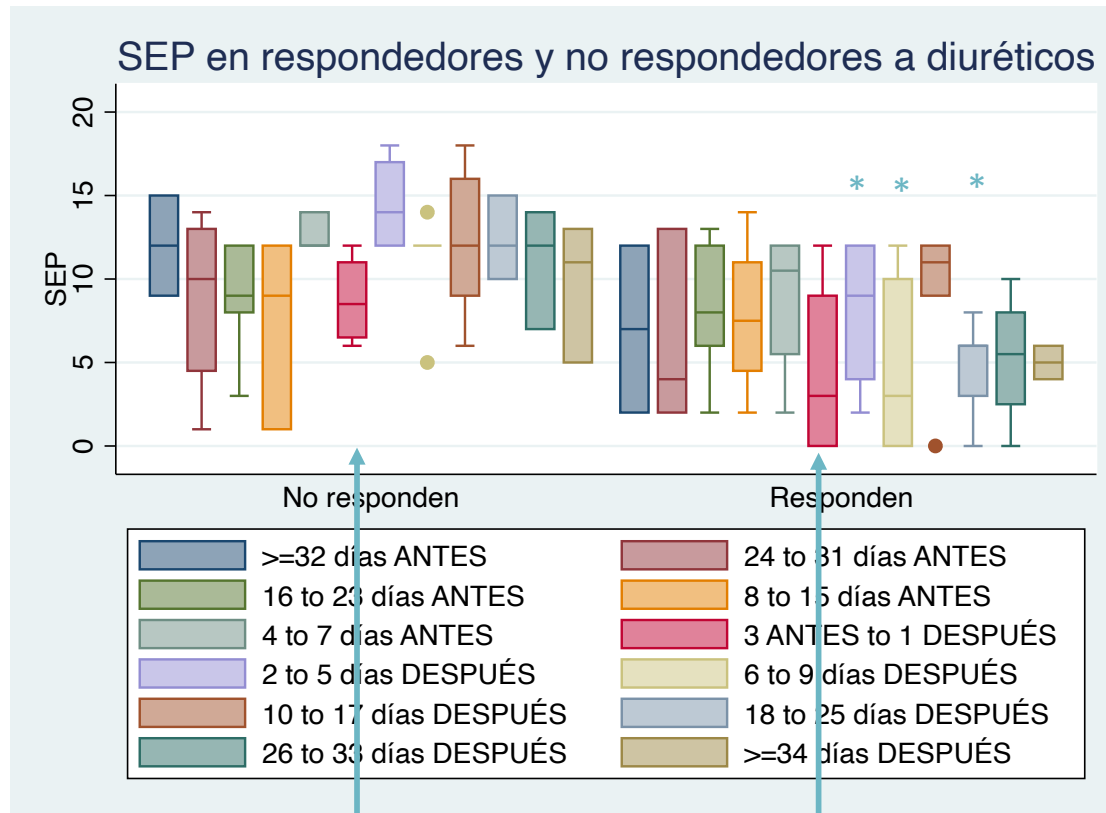 SEP en respondedores y no respondedores a diuréticos
20
15
10
5
0
SEP
* * *
No responden Responden
>=32 días ANTES 24 to 31 días ANTES
16 to 23 días ANTES 8 to 15 días ANTES
4 to 7 días ANTES 3 ANTES to 1 DESPUÉS
2 to 5 días DESPUÉS 6 to 9 días DESPUÉS
10 to 17 días DESPUÉS 18 to 25 días DESPUÉS
26 to 33 días DESPUÉS >=34 días DESPUÉS